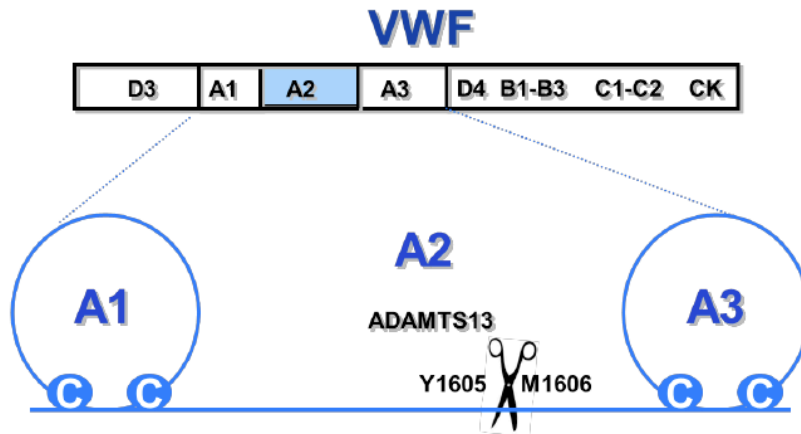 VWF
D3 A1 A2 A3 D4 B1-B3 C1-C2 CK
A2
A1 A3
ADAMTS13
Y1605 M1606
C C C C